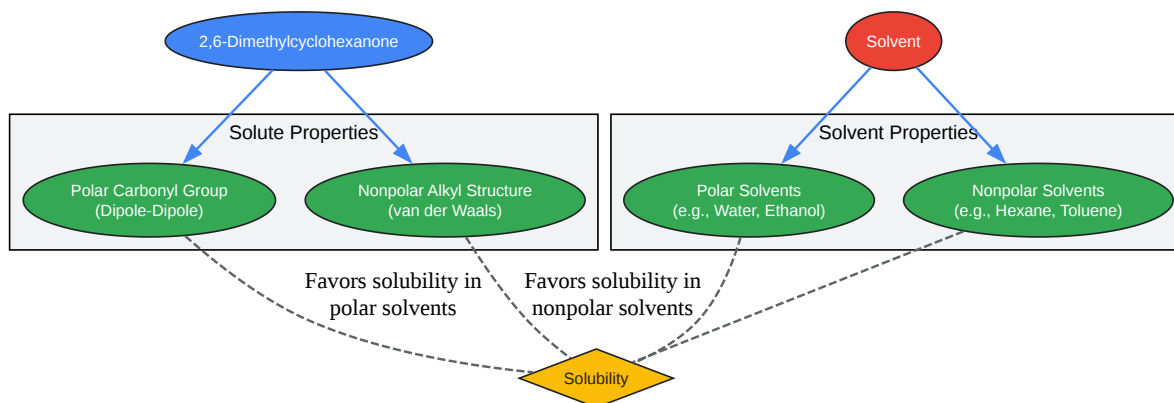 2,6-Dimethylcyclohexanone
Solvent
Solute Properties
Solvent Properties
Polar Carbonyl Group
(Dipole-Dipole)
Nonpolar Alkyl Structure
(van der Waals)
Polar Solvents
(e.g., Water, Ethanol)
Nonpolar Solvents
(e.g., Hexane, Toluene)
Favors solubility in
polar solvents
Favors solubility in
nonpolar solvents
Solubility